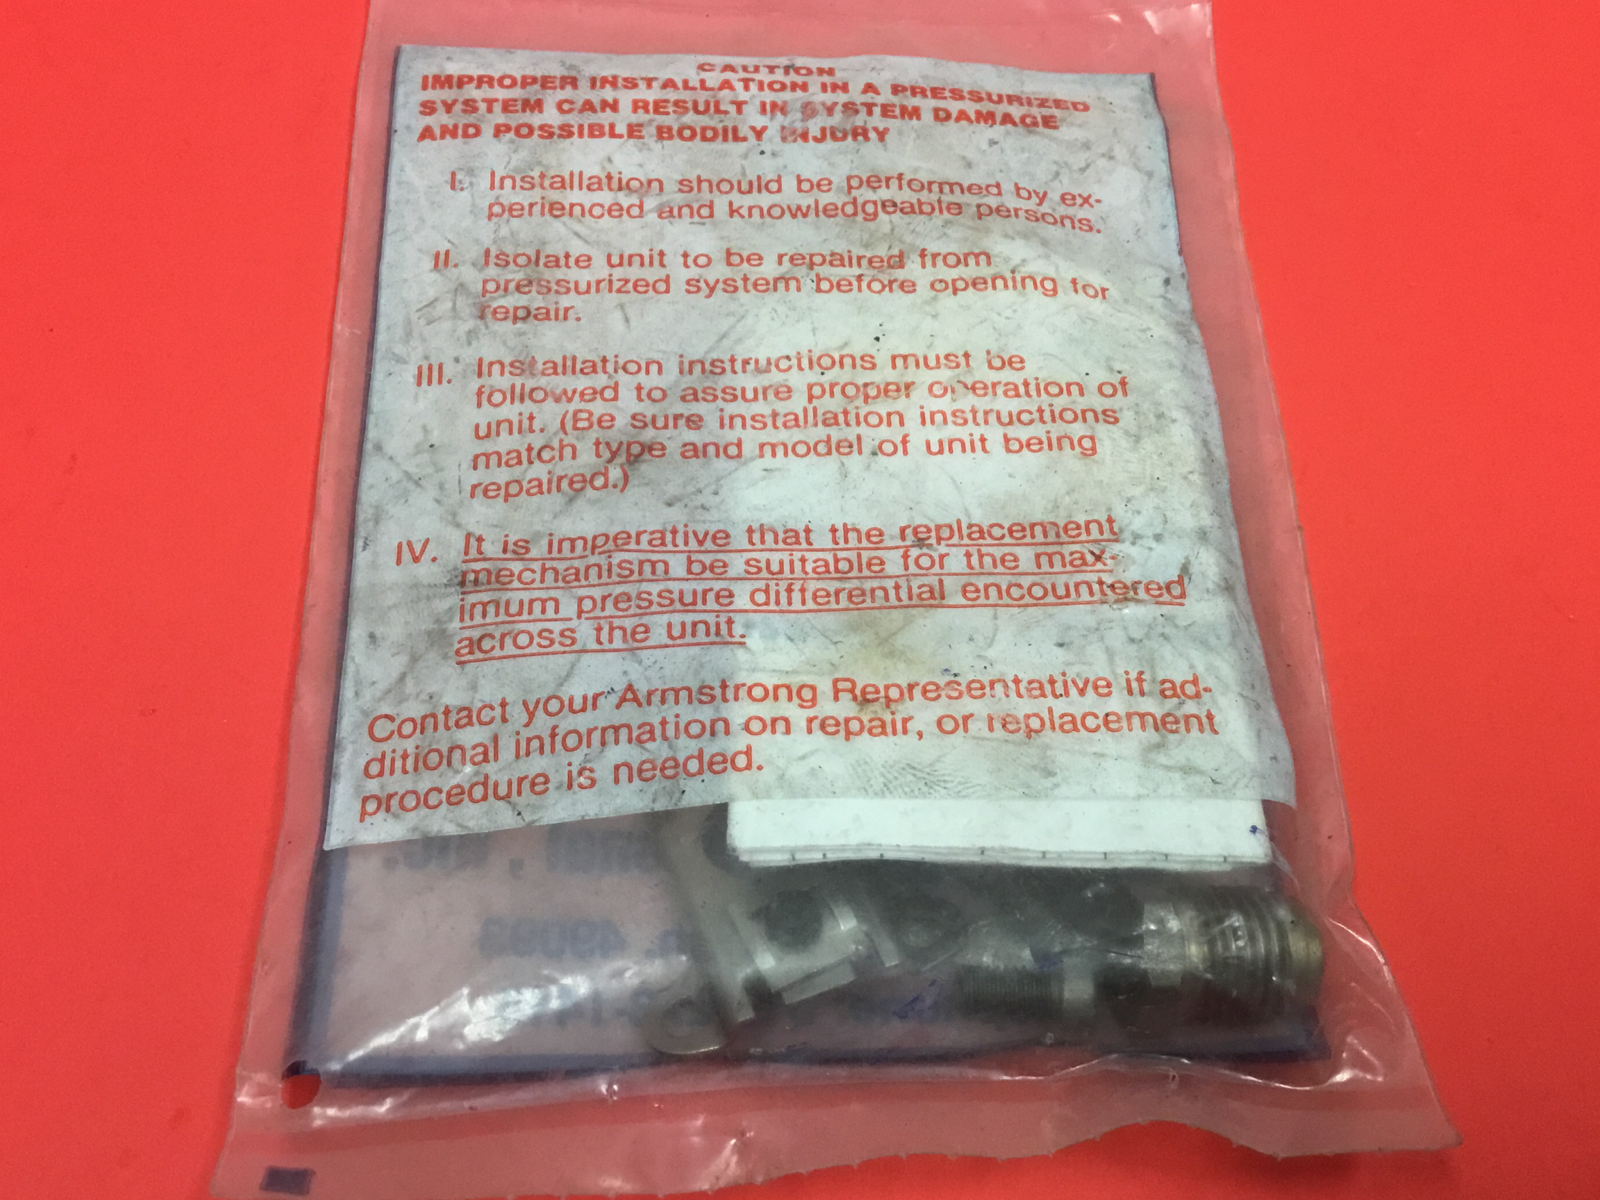 CAUTION
IMPROPER INSTALLATION IN A PRESSURIZED
SYSTEM CAN RESULT IN SYSTEM DAMAGE
AND POSSIBLE BODILY INJURY
I. Installation should be performed by ex-
perienced and knowledgeable persons.
II. Isolate unit to be repaired from
pressurized system before opening for
repair.
III. Installation instructions must be
followed to assure proper operation of
unit. (Be sure installation instructions
match type and model of unit being
repaired.)
IV. It is imperative that the replacement
mechanism be suitable for the max-
imum pressure differential encountered
across the unit.
Contact your Armstrong Representative if ad-
ditional information on repair, or replacement
procedure is needed.